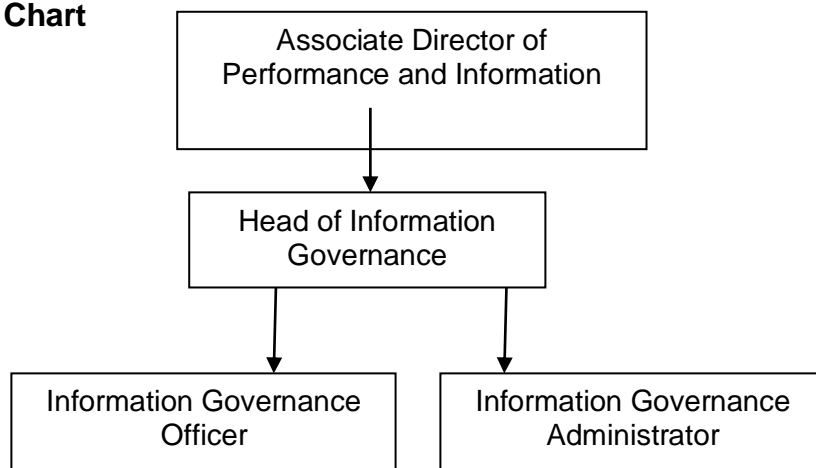 Chart
Associate Director of
Performance and Information
Head of Information
Governance
Information Governance
Officer
Information Governance
Administrator